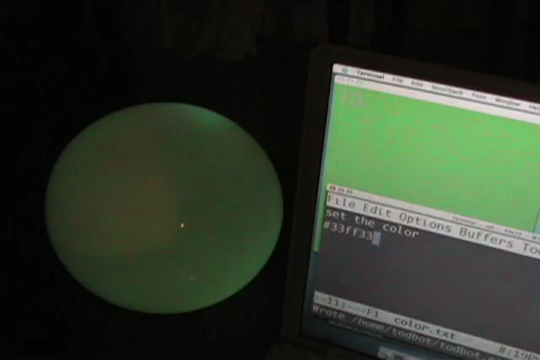 Terminal File Edit Scrollback Font Window
File Edit Options Buffers
set the color
#33ff33
F1 color.txt
Wrote /home/todbot/todbot